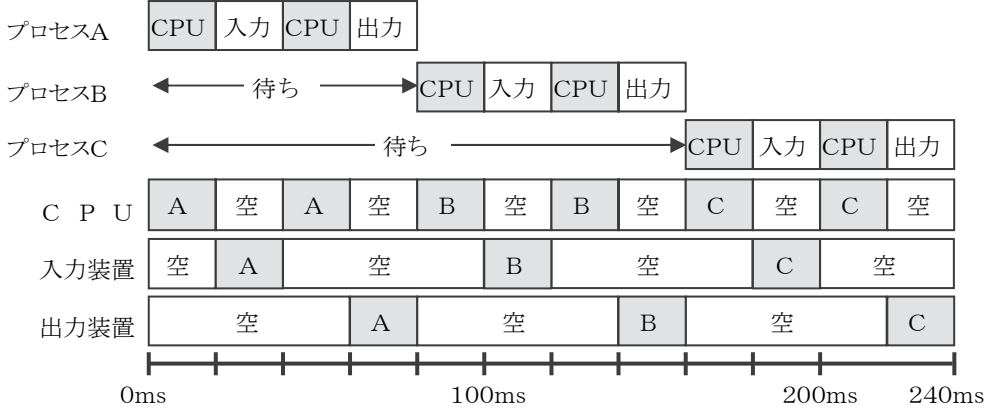 プロセスA CPU 入力 CPU 出力
プロセスB 待ち CPU 入力 CPU 出力
プロセスC 待ち CPU 入力 CPU 出力
CPU A 空 A 空 B 空 B 空 C 空 C 空
入力装置 空 A 空 B 空 C 空
出力装置 空 A 空 B 空 C
0ms 100ms 200ms 240ms